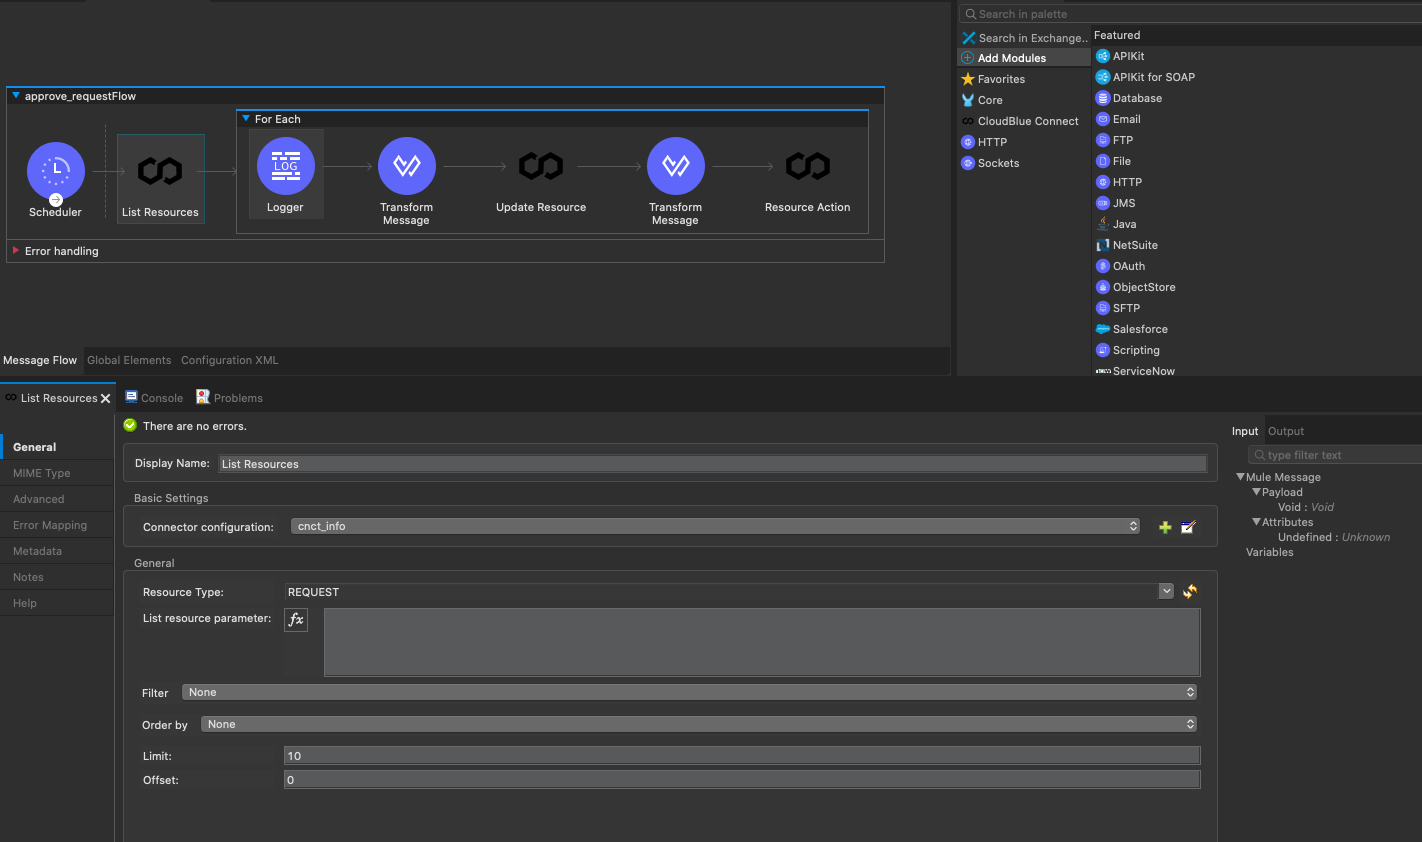 Search in palette
Search in Exchange..
Add Modules
Favorites
Core
CloudBlue Connect
HTTP
Sockets
Featured
APIKit
APIKit for SOAP
Database
Email
FTP
File
HTTP
JMS
Java
NetSuite
OAuth
ObjectStore
SFTP
Salesforce
Scripting
ServiceNow
approve_requestFlow
For Each
LOG
Scheduler
List Resources
Logger
Transform
Message
Update Resource
Transform
Message
Resource Action
Error handling
Message Flow
Global Elements
Configuration XML
List Resources
Console
Problems
General
MIME Type
Advanced
Error Mapping
Metadata
Notes
Help
There are no errors.
Display Name: List Resources
Basic Settings
Connector configuration: cnct_info
General
Resource Type: REQUEST
List resource parameter: fx
Filter None
Order by None
Limit: 10
Offset: 0
Input
Output
type filter text
Mule Message
Payload
Void : Void
Attributes
Undefined : Unknown
Variables